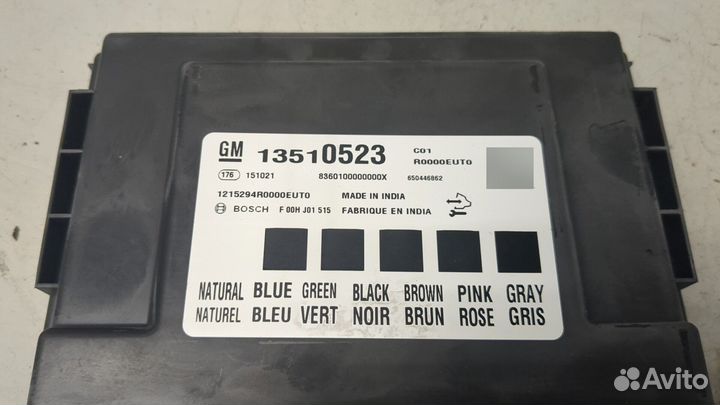 GM 13510523 C01
R0000EUT0
176 151021 8360100000000X 650446862
1215294R0000EUT0 MADE IN INDIA
BOSCH F 00H J01 515 FABRIQUE EN INDIA
NATURAL BLUE GREEN BLACK BROWN PINK GRAY
NATUREL BLEU VERT NOIR BRUN ROSE GRIS
Avito